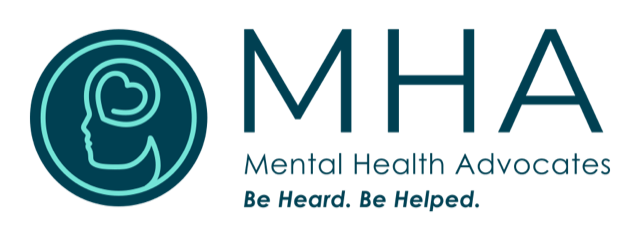 MHA
Mental Health Advocates
Be Heard. Be Helped.